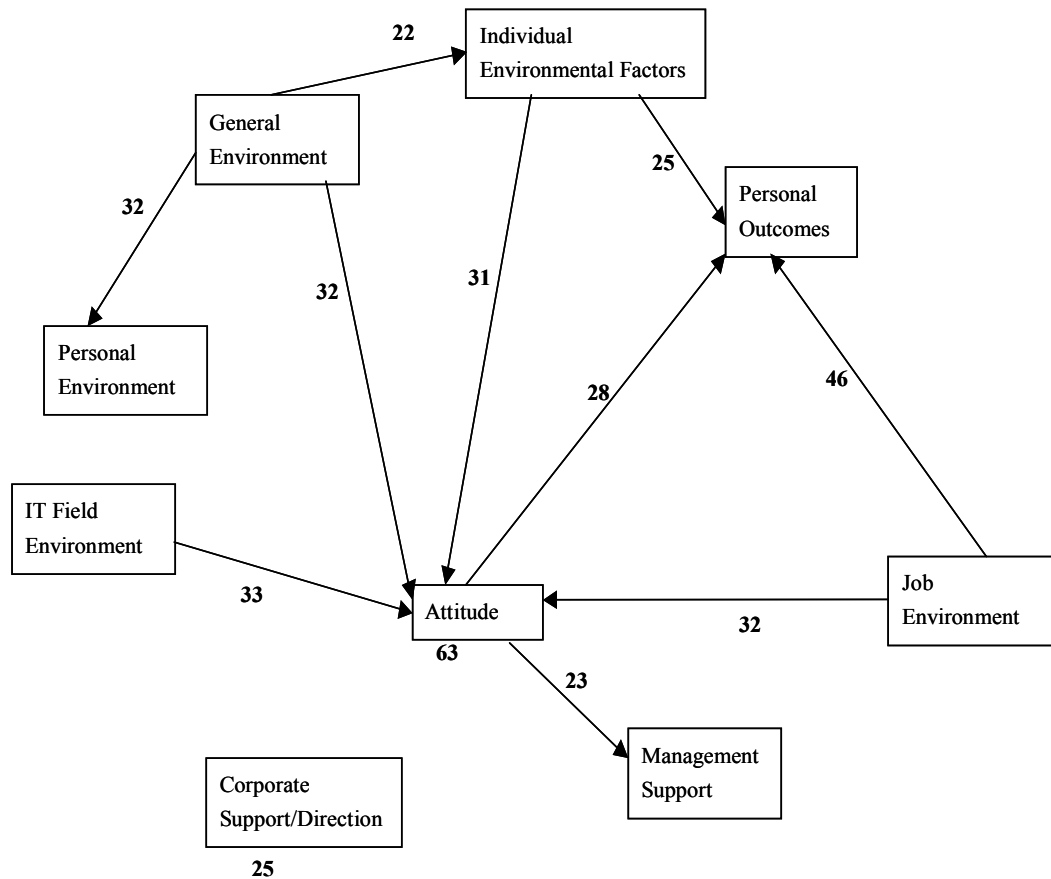 22
Individual
Environmental Factors
General
Environment
25
Personal
Outcomes
32
32
31
Personal
Environment
28
46
IT Field
Environment
33
Attitude
63
32
Job
Environment
23
Management
Support
Corporate
Support/Direction
25